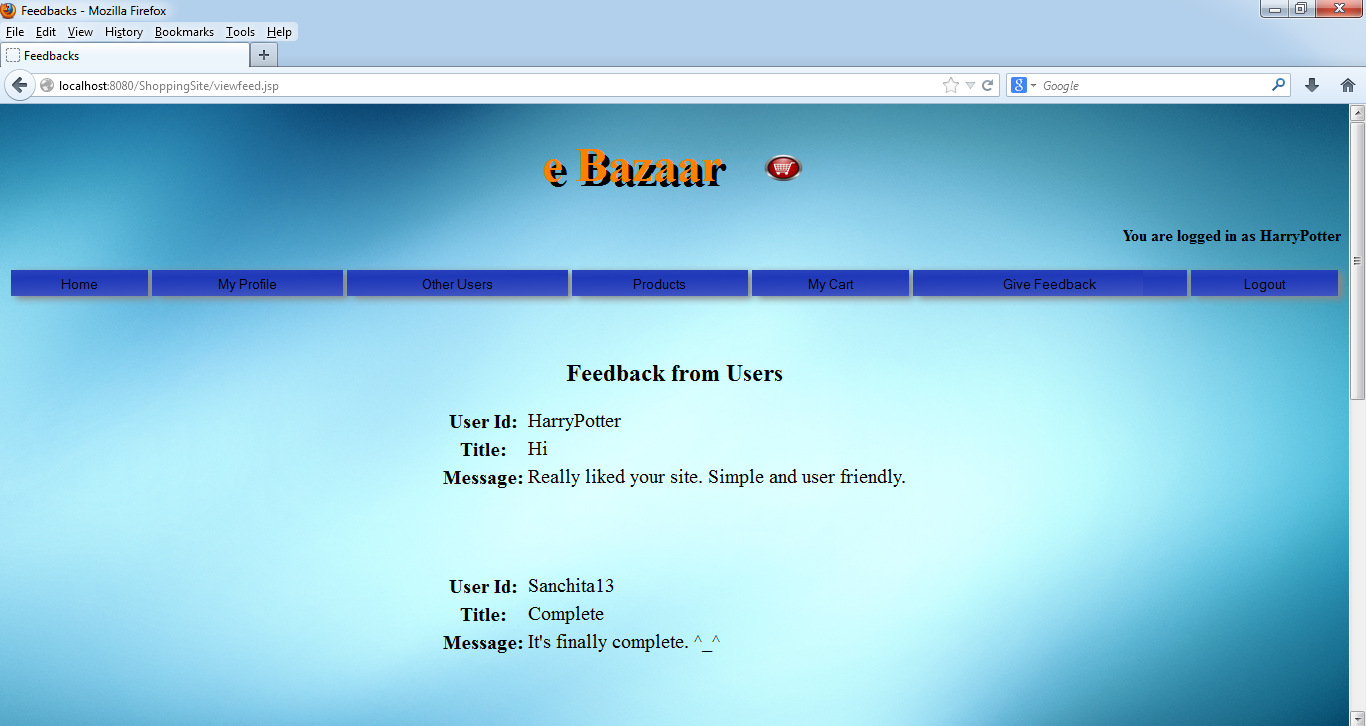 Feedbacks - Mozilla Firefox
File Edit View History Bookmarks Tools Help
Feedbacks
localhost:8080/ShoppingSite/viewfeed.jsp
8 Google
e Bazaar
You are logged in as HarryPotter
Home My Profile Other Users Products My Cart Give Feedback Logout
Feedback from Users
User Id: HarryPotter
Title: Hi
Message: Really liked your site. Simple and user friendly.
User Id: Sanchita13
Title: Complete
Message: It's finally complete. ^_^